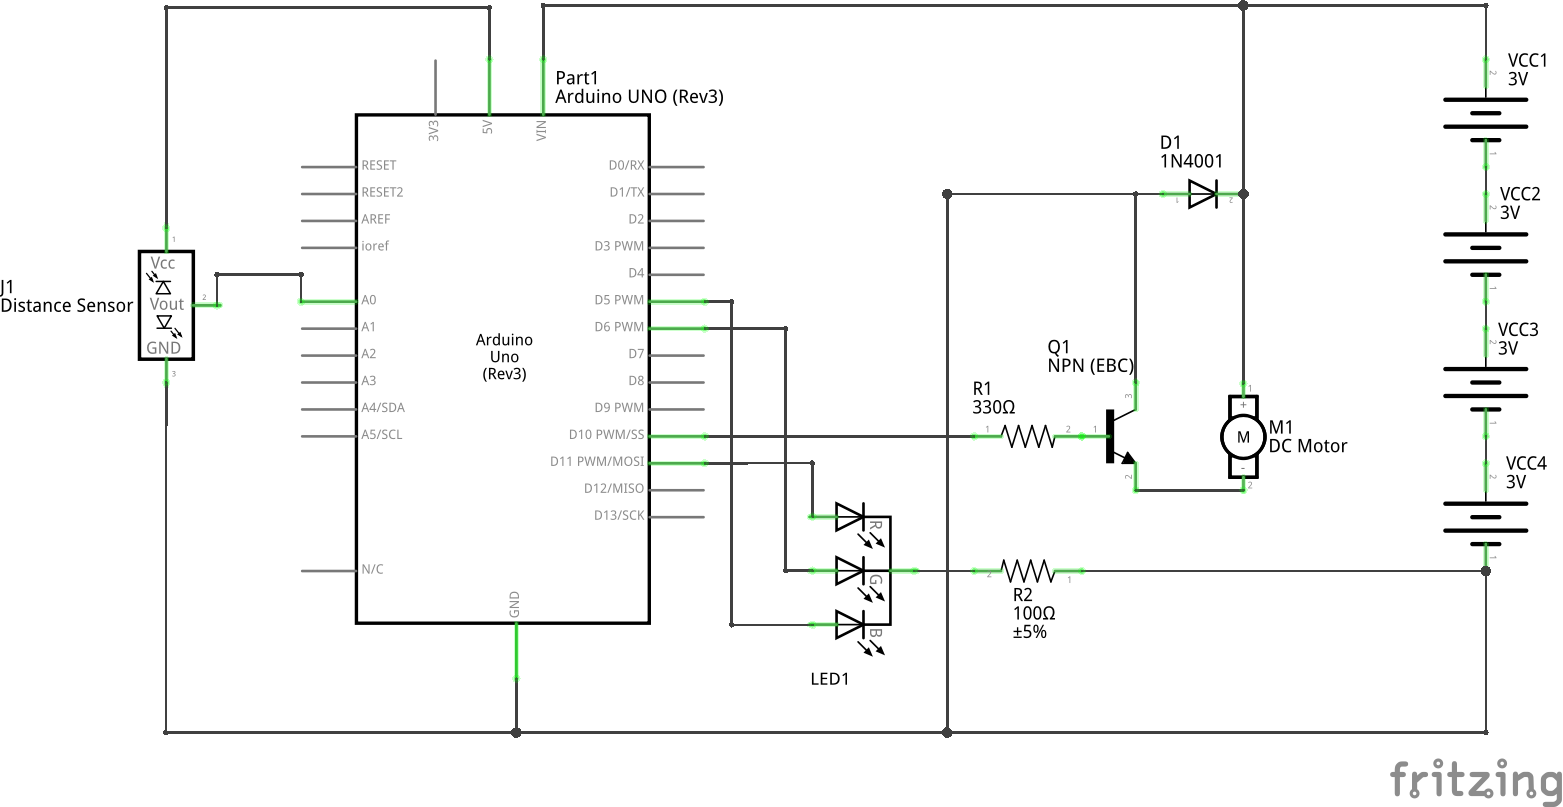 VCC1
3V
2
1
Part1
Arduino UNO (Rev3)
3V3
5V
VIN
RESET
RESET2
AREF
ioref
A0
A1
A2
A3
A4/SDA
A5/SCL
N/C
Arduino
Uno
(Rev3)
D0/RX
D1/TX
D2
D3 PWM
D4
D5 PWM
D6 PWM
D7
D8
D9 PWM
D10 PWM/SS
D11 PWM/MOSI
D12/MISO
D13/SCK
GND
J1
Distance Sensor
1
Vcc
Vout
2
GND
3
D1
1N4001
1
2
VCC2
3V
2
1
Q1
NPN (EBC)
3
1
2
R1
330Ω
1
2
1
+
M
-
2
M1
DC Motor
VCC3
3V
2
1
VCC4
3V
2
1
R
G
B
LED1
2
1
R2
100Ω
±5%
fritzing